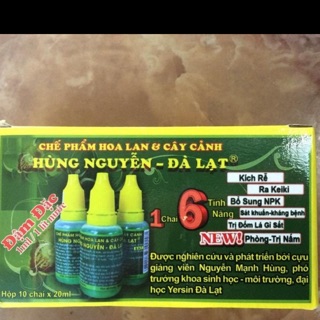 CHẾ PHẨM HOA LAN & CÂY CẢNH
HÙNG NGUYỄN - ĐÀ LẠT®
Đậm Đặc
1 Chai 6 Tính Năng
Kích Rễ
Ra Keiki
Bổ Sung NPK
Sát khuẩn-kháng bệnh
Trị Đốm Lá Gỉ Sắt
NEW! Phòng-Trị Nấm
Được nghiên cứu và phát triển bởi cựu
giảng viên Nguyễn Mạnh Hùng, phó
trưởng khoa sinh học - môi trường, đại
học Yersin Đà Lạt
Hộp 10 chai x 20ml